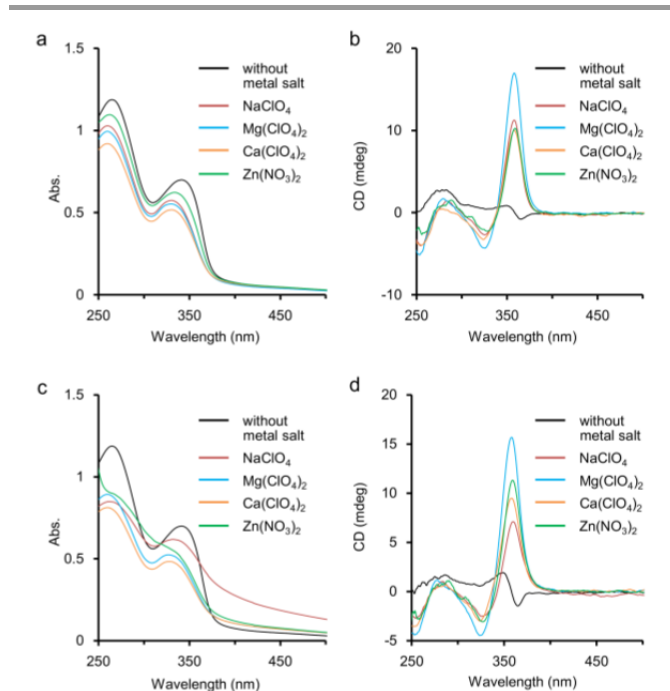 a
1.5
1
0.5
0
250
350
450
Abs.
Wavelength (nm)
without
metal salt
NaClO₄
Mg(ClO₄)₂
Ca(ClO₄)₂
Zn(NO₃)₂
b
20
10
0
-10
250
350
450
CD (mdeg)
Wavelength (nm)
without
metal salt
NaClO₄
Mg(ClO₄)₂
Ca(ClO₄)₂
Zn(NO₃)₂
c
1.5
1
0.5
0
250
350
450
Abs.
Wavelength (nm)
without
metal salt
NaClO₄
Mg(ClO₄)₂
Ca(ClO₄)₂
Zn(NO₃)₂
d
20
15
10
5
0
-5
250
350
450
CD (mdeg)
Wavelength (nm)
without
metal salt
NaClO₄
Mg(ClO₄)₂
Ca(ClO₄)₂
Zn(NO₃)₂